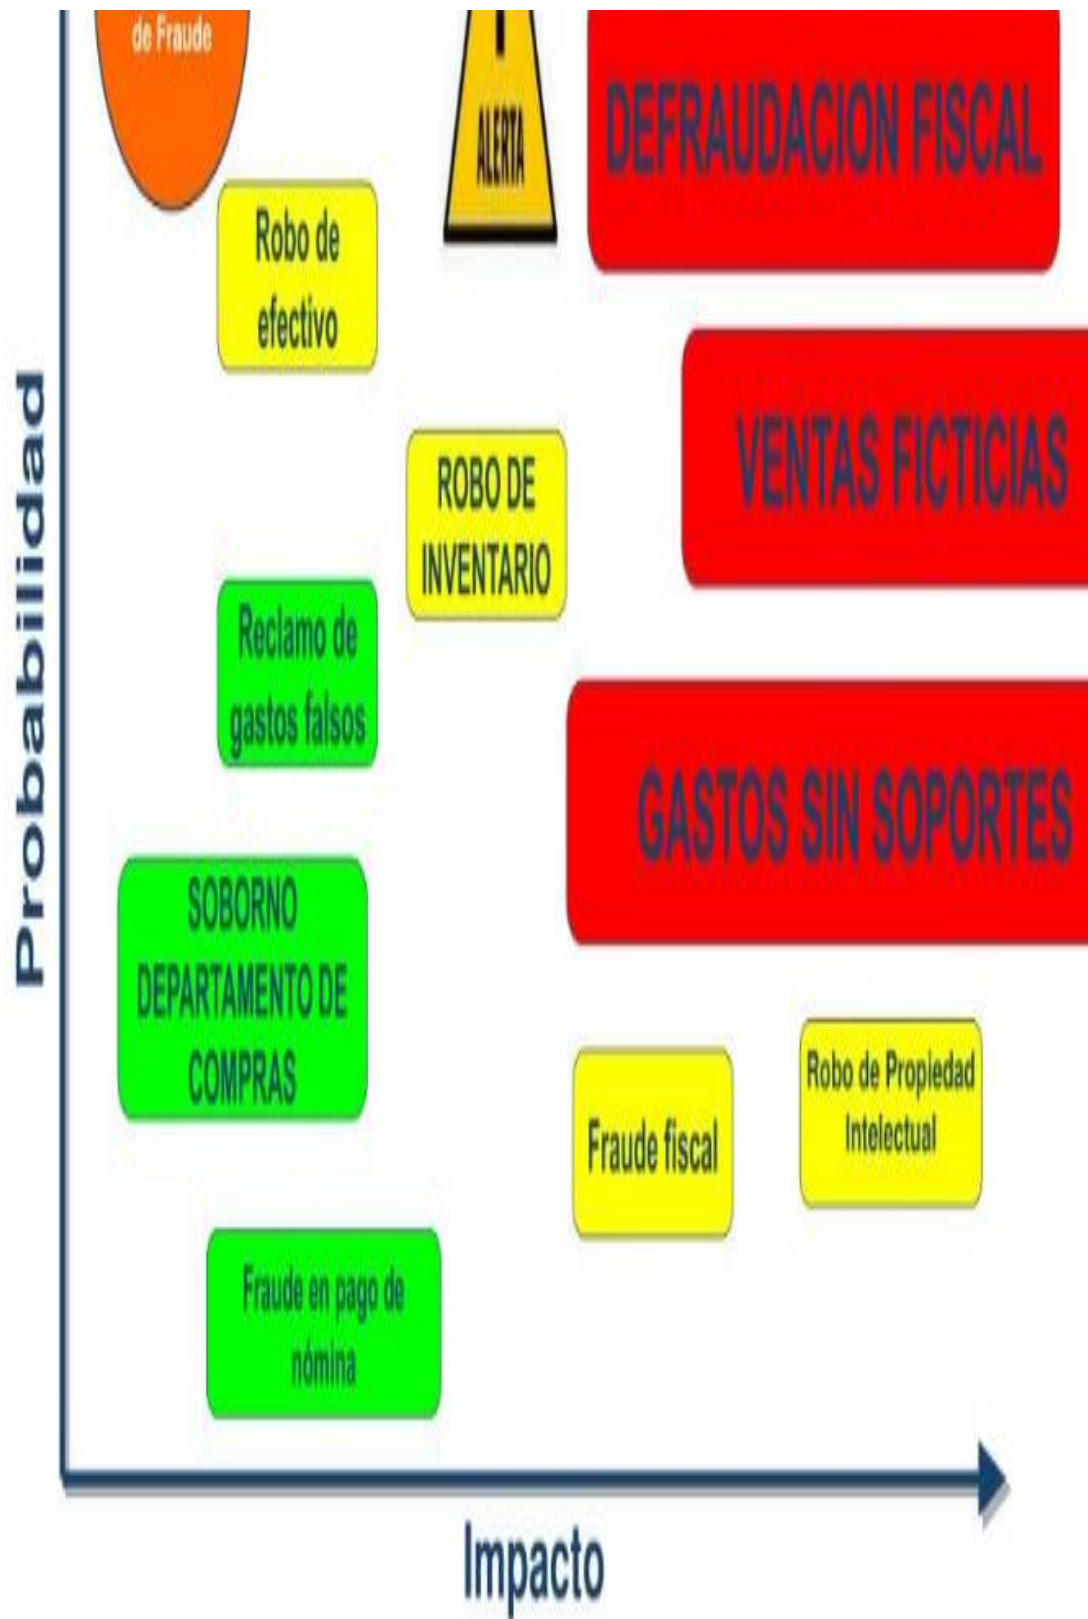 de Fraude
ALERTA
DEFRAUDACION FISCAL
Robo de
efectivo
VENTAS FICTICIAS
ROBO DE
INVENTARIO
Reclamo de
gastos falsos
GASTOS SIN SOPORTES
SOBORNO
DEPARTAMENTO DE
COMPRAS
Robo de Propiedad
Intelectual
Fraude fiscal
Fraude en pago de
nómina
Probabilidad
Impacto